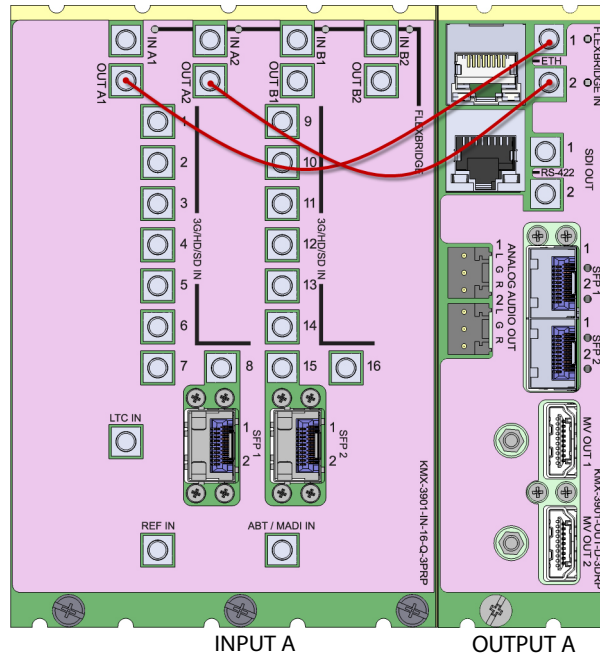 IN A1
IN A2
IN B1
IN B2
OUT A1
OUT A2
OUT B1
OUT B2
FLEXBRIDGE
1
2
3
4
5
6
7
8
9
10
11
12
13
14
15
16
3G/HD/SD IN
3G/HD/SD IN
LTC IN
1
2
SFP 1
1
2
SFP 2
REF IN
ABT / MADI IN
KMX-3901-IN-16-Q-3PRP
INPUT A
1
2
FLEXBRIDGE IN
ETH
1
2
SDI OUT
RS-422
1
L
G
R
2
L
G
R
ANALOG AUDIO OUT
1
2
SFP 1
1
2
SFP 2
MV OUT 1
MV OUT 2
KMX-3901-OUT-D-3DRP
OUTPUT A